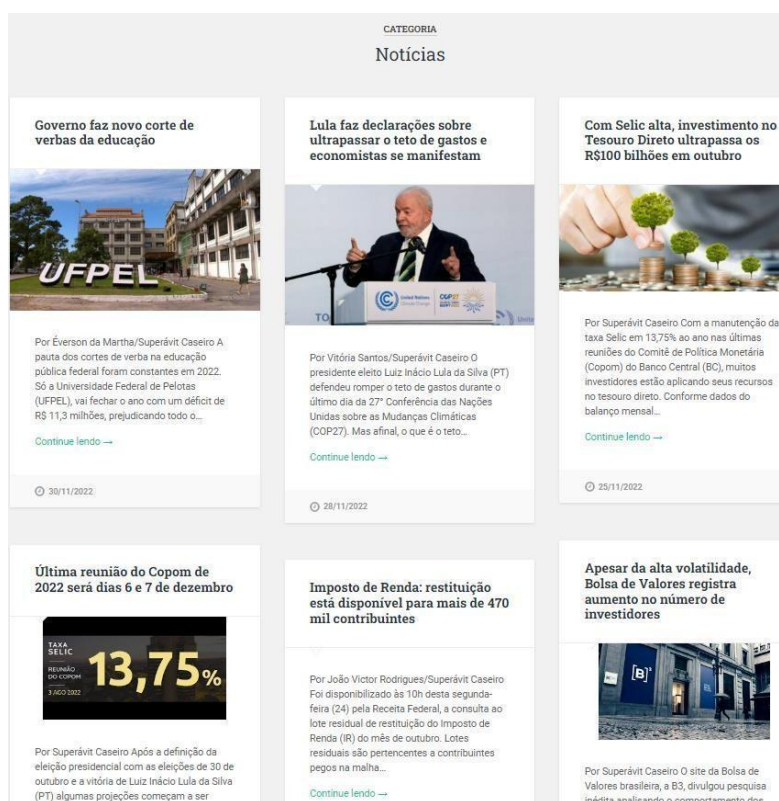 CATEGORIA
Notícias
Governo faz novo corte de
verbas da educação
UFPEL
Por Éverson da Martha/Superávit Caseiro A
pauta dos cortes de verba na educação
pública federal foram constantes em 2022.
Só a Universidade Federal de Pelotas
(UFPEL), vai fechar o ano com um déficit de
R$ 11,3 milhões, prejudicando todo o...
Continue lendo →
30/11/2022
Lula faz declarações sobre
ultrapassar o teto de gastos e
economistas se manifestam
United Nations
COP27
TO
Unite
Por Vitória Santos/Superávit Caseiro O
presidente eleito Luiz Inácio Lula da Silva (PT)
defendeu romper o teto de gastos durante o
último dia da 27° Conferência das Nações
Unidas sobre as Mudanças Climáticas
(COP27). Mas afinal, o que é o teto...
Continue lendo →
28/11/2022
Com Selic alta, investimento no
Tesouro Direto ultrapassa os
R$100 bilhões em outubro
Por Superávit Caseiro Com a manutenção da
taxa Selic em 13,75% ao ano nas últimas
reuniões do Comitê de Política Monetária
(Copom) do Banco Central (BC), muitos
investidores estão aplicando seus recursos
no tesouro direto. Conforme dados do
balanço mensal...
Continue lendo →
25/11/2022
Última reunião do Copom de
2022 será dias 6 e 7 de dezembro
TAXA
SELIC
REUNIÃO
DO COPOM
3 AGO 2022
13,75%
Por Superávit Caseiro Após a definição da
eleição presidencial com as eleições de 30 de
outubro e a vitória de Luiz Inácio Lula da Silva
(PT) algumas projeções começam a ser
Imposto de Renda: restituição
está disponível para mais de 470
mil contribuintes
Por João Victor Rodrigues/Superávit Caseiro
Foi disponibilizado às 10h desta segunda-
feira (24) pela Receita Federal, a consulta ao
lote residual de restituição do Imposto de
Renda (IR) do mês de outubro. Lotes
residuais são pertencentes a contribuintes
pegos na malha...
Continue lendo →
Apesar da alta volatilidade,
Bolsa de Valores registra
aumento no número de
investidores
[B]³
Por Superávit Caseiro O site da Bolsa de
Valores brasileira, a B3, divulgou pesquisa
inédita analisando o comportamento dos